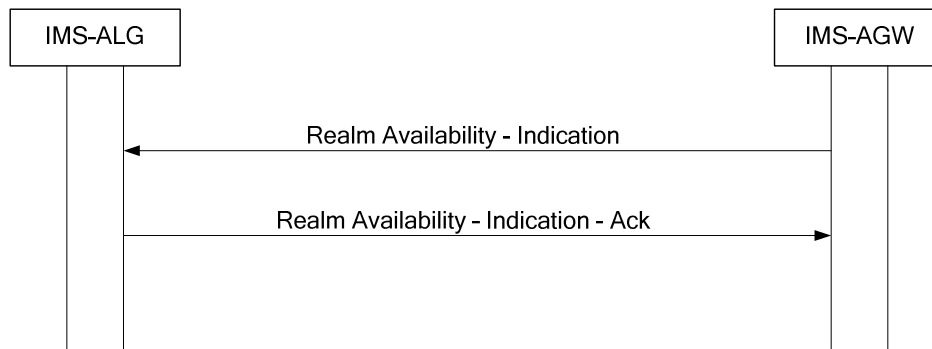 IMS-ALG
IMS-AGW
Realm Availability - Indication
Realm Availability - Indication - Ack